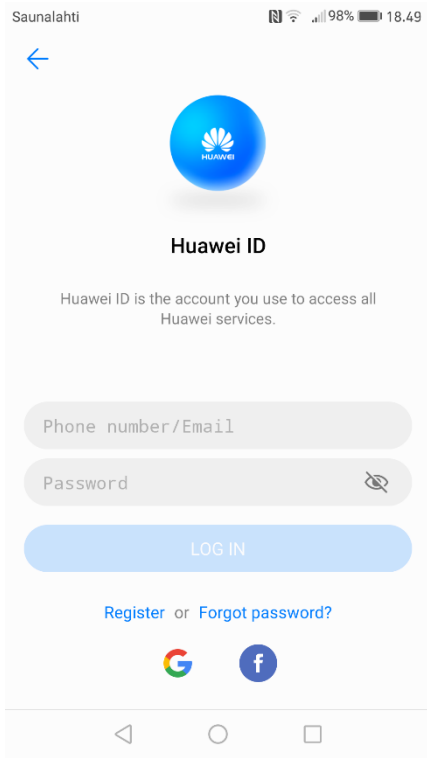 Saunalahti 98% 18.49
HUAWEI
Huawei ID
Huawei ID is the account you use to access all
Huawei services.
Phone number/Email
Password
LOG IN
Register or Forgot password?